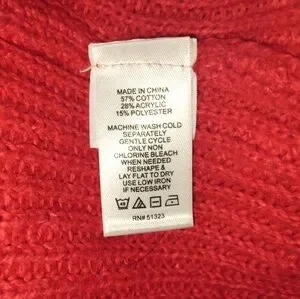 MADE IN CHINA
57% COTTON
28% ACRYLIC
15% POLYESTER
MACHINE WASH COLD
SEPARATELY
GENTLE CYCLE
ONLY NON
CHLORINE BLEACH
WHEN NEEDED
RESHAPE &
LAY FLAT TO DRY
USE LOW IRON
IF NECESSARY
RN# 51323